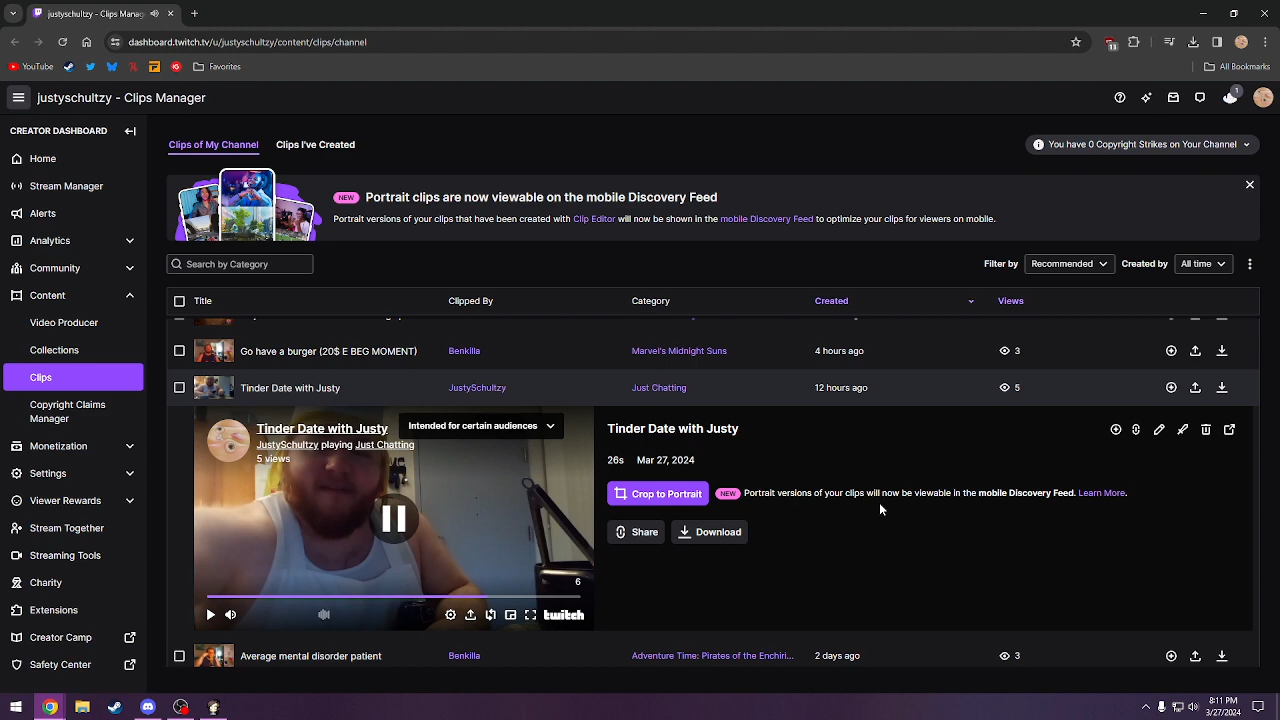 justyschultzy - Clips Manag
dashboard.twitch.tv/u/justyschultzy/content/clips/channel
13
YouTube
Favorites
All Bookmarks
justyschultzy - Clips Manager
1
CREATOR DASHBOARD
Home
Stream Manager
Alerts
Analytics
Community
Content
Video Producer
Collections
Clips
Copyright Claims
Manager
Monetization
Settings
Viewer Rewards
Stream Together
Streaming Tools
Charity
Extensions
Creator Camp
Safety Center
Clips of My Channel
Clips I've Created
You have 0 Copyright Strikes on Your Channel
NEW Portrait clips are now viewable on the mobile Discovery Feed
Portrait versions of your clips that have been created with Clip Editor will now be shown in the mobile Discovery Feed to optimize your clips for viewers on mobile.
Search by Category
Filter by Recommended Created by All time
Title Clipped By Category Created Views
Go have a burger (20$ E BEG MOMENT) Benkilla Marvel's Midnight Suns 4 hours ago 3
Tinder Date with Justy JustySchultzy Just Chatting 12 hours ago 5
Tinder Date with Justy
JustySchultzy playing Just Chatting
5 views
Intended for certain audiences
6
twitch
Tinder Date with Justy
26s Mar 27, 2024
Crop to Portrait NEW Portrait versions of your clips will now be viewable in the mobile Discovery Feed. Learn More.
Share Download
Average mental disorder patient Benkilla Adventure Time: Pirates of the Enchiri... 2 days ago 3
8:11 PM
3/27/2024